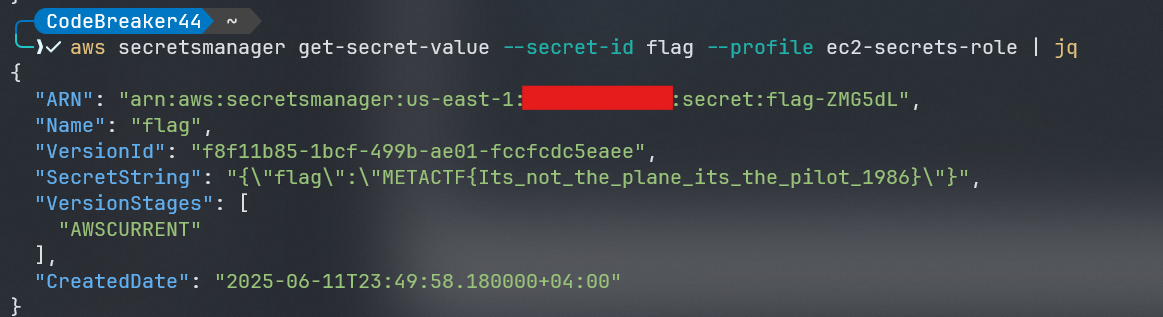 }
CodeBreaker44 ~
❯✓ aws secretsmanager get-secret-value --secret-id flag --profile ec2-secrets-role | jq
{
"ARN": "arn:aws:secretsmanager:us-east-1: :secret:flag-ZMG5dL",
"Name": "flag",
"VersionId": "f8f11b85-1bcf-499b-ae01-fccfcdc5eaee",
"SecretString": "{\"flag\":\"METACTF{Its_not_the_plane_its_the_pilot_1986}\"}",
"VersionStages": [
"AWSCURRENT"
],
"CreatedDate": "2025-06-11T23:49:58.180000+04:00"
}